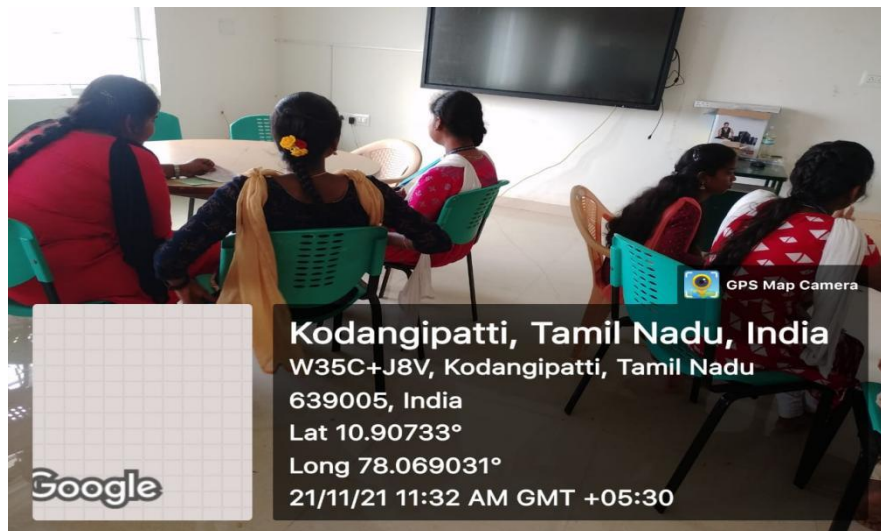 GPS Map Camera
Kodangipatti, Tamil Nadu, India
W35C+J8V, Kodangipatti, Tamil Nadu
639005, India
Lat 10.90733°
Long 78.069031°
21/11/21 11:32 AM GMT +05:30
Google